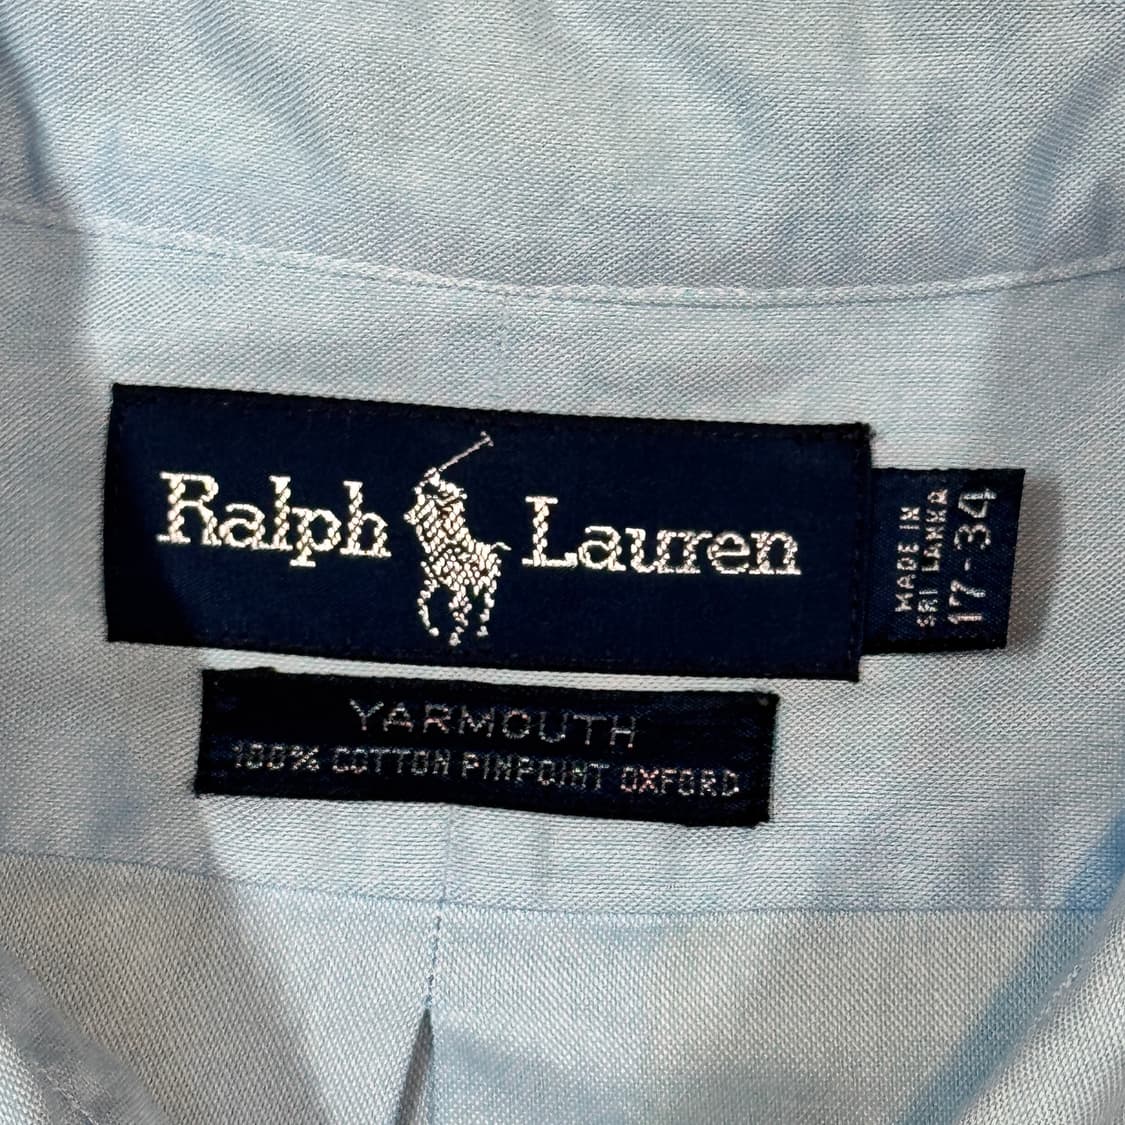 Ralph Lauren
MADE IN
SRI LANKA
17-34
YARMOUTH
100% COTTON PINPOINT OXFORD